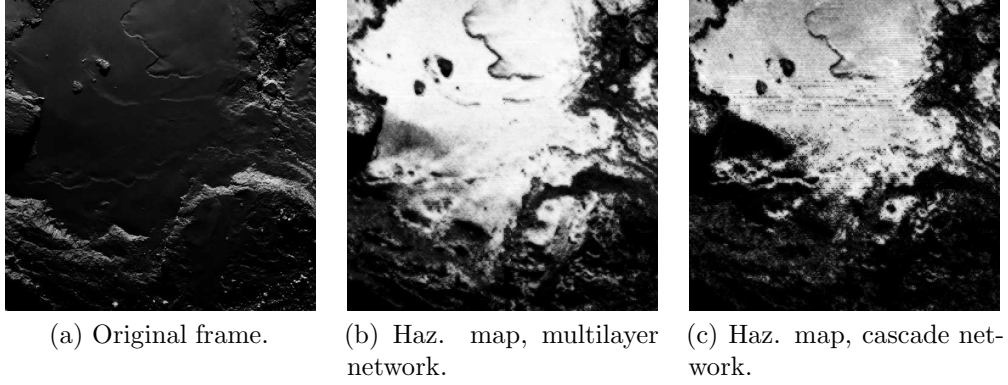 (a) Original frame.
(b) Haz. map, multilayer
network.
(c) Haz. map, cascade net-
work.